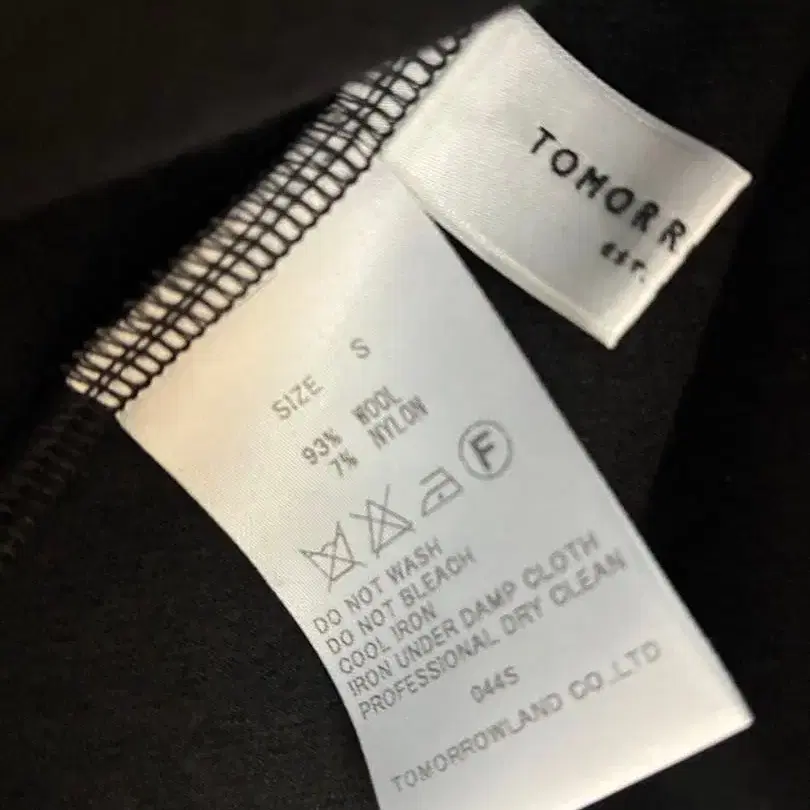 TOMORR
EST.
SIZE S
93% WOOL
7% NYLON
F
DO NOT WASH
DO NOT BLEACH
COOL IRON
IRON UNDER DAMP CLOTH
PROFESSIONAL DRY CLEAN
044S
TOMORROWLAND CO.,LTD